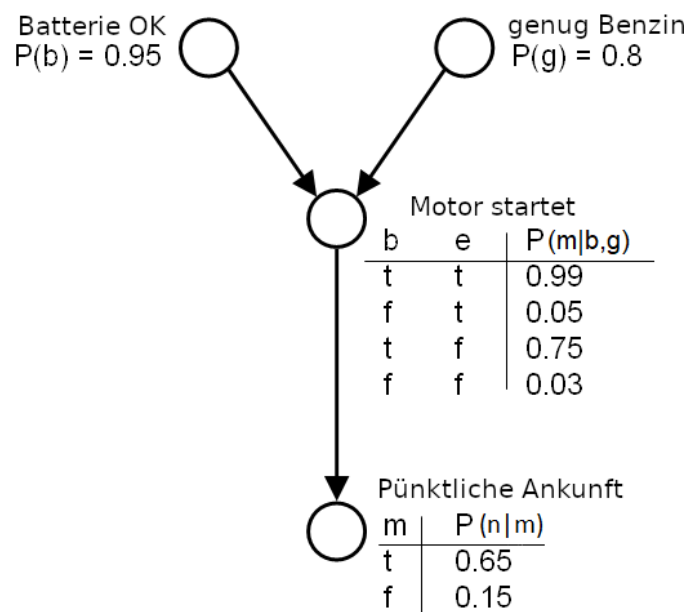 Batterie OK
P(b) = 0.95
genug Benzin
P(g) = 0.8
Motor startet
b e P(m|b,g)
t t 0.99
f t 0.05
t f 0.75
f f 0.03
Pünktliche Ankunft
m P(n|m)
t 0.65
f 0.15